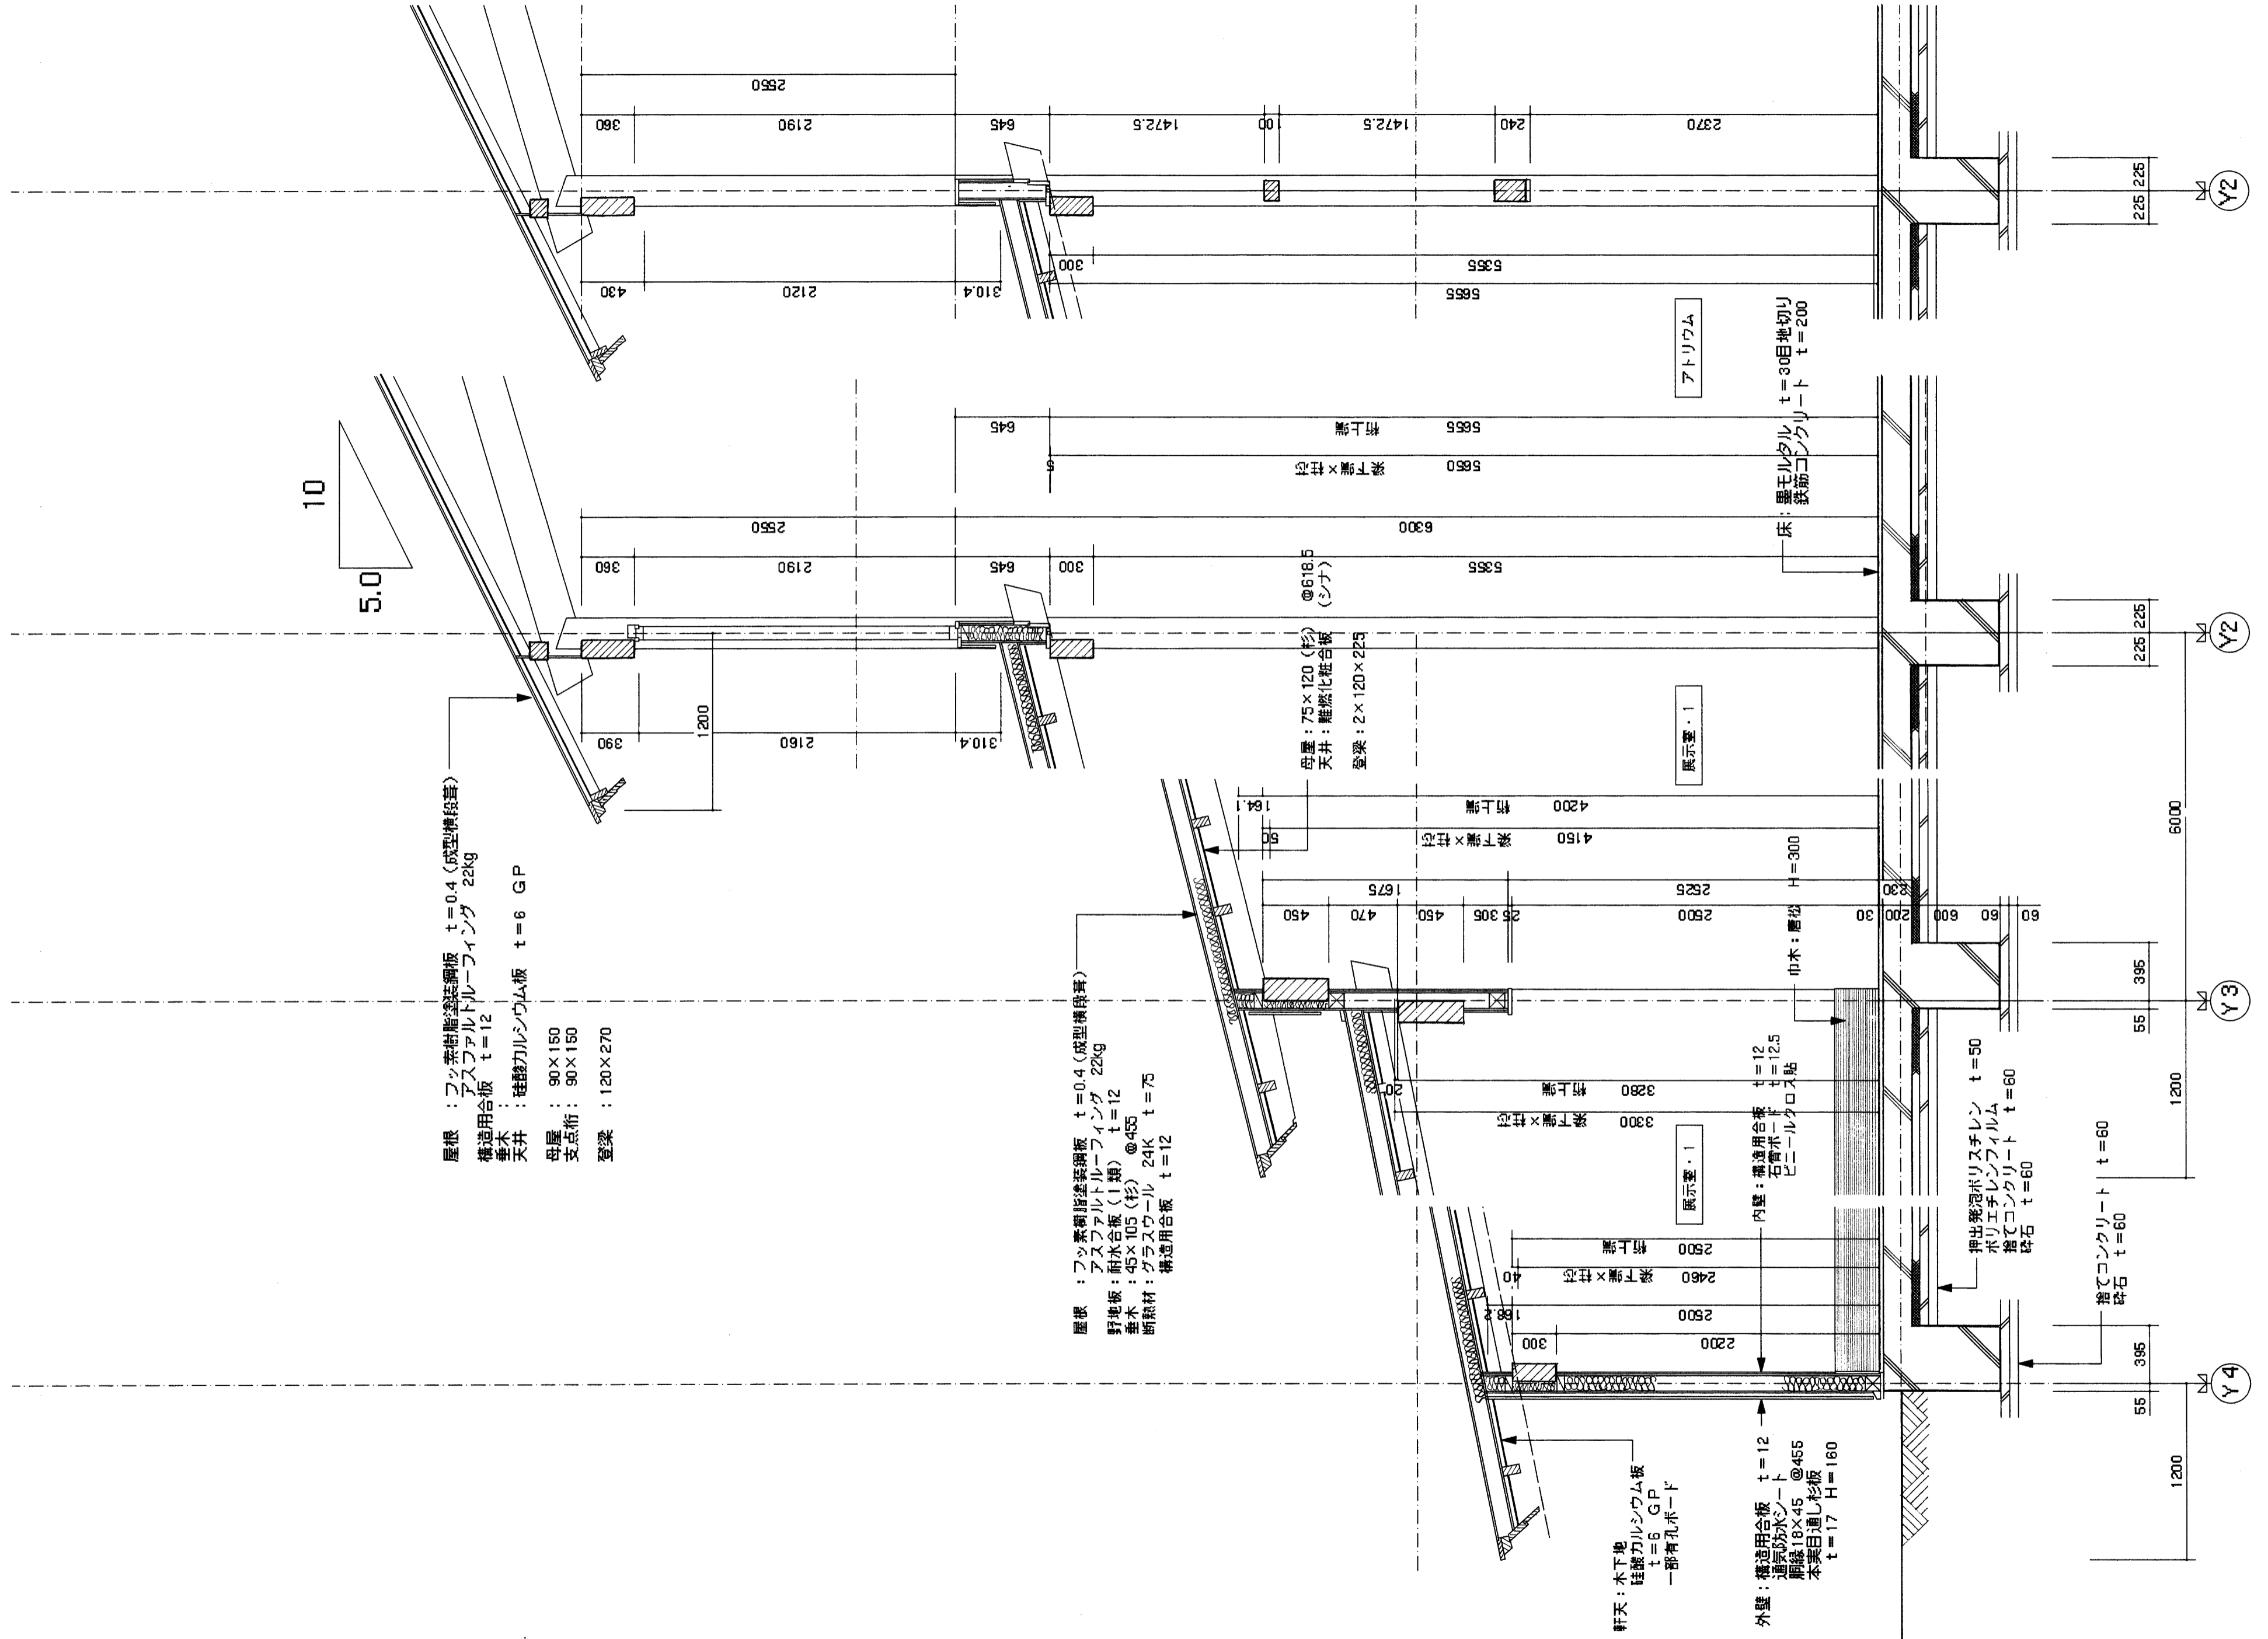 10
5.0
屋根 ：フッ素樹脂塗装鋼板 t＝0.4（成型横段葺）
アスファルトルーフィング 22kg
構造用合板 t＝12
垂木 ：
天井 ：硅酸カルシウム板 t＝6 GP
母屋 ：90×150
支点桁：90×150
登梁 ：120×270
屋根 ：フッ素樹脂塗装鋼板 t＝0.4（成型横段葺）
アスファルトルーフィング 22kg
野地板：耐水合板（1類） t＝12
垂木：45×105（杉） @455
断熱材：グラスウール 24K t＝75
構造用合板 t＝12
母屋：75×120（杉） @618.5
天井：難燃化粧合板 （シナ）
登梁：2×120×225
軒天：木下地
硅酸カルシウム板
t＝6 GP
一部有孔ボード
外壁：構造用合板 t＝12
通気防水シート
胴縁18×45 @455
本実目通し杉板
t＝17 H＝160
内壁：構造用合板 t＝12
石膏ボード t＝12.5
ビニールクロス貼
巾木：唐松 H＝300
床：墨モルタル t＝30目地切り
鉄筋コンクリート t＝200
アトリウム
展示室・1
展示室・1
押出発泡ポリスチレン t＝50
ポリエチレンフィルム
捨てコンクリート t＝60
砕石 t＝60
捨てコンクリート t＝60
砕石 t＝60
2550
360
2190
645
1472.5
100
1472.5
240
2370
430
2120
310.4
300
5355
5655
645
5655 桁上端
5650 梁下端×柱芯
5
2550
6300
360
2190
645
300
5355
390
2160
310.4
1200
164.1
4200 桁上端
50
4150 梁下端×柱芯
1675
2525
230
450
470
450
305
25
2500
30
200
600
60
60
20
3280 桁上端
3300 梁下端×柱芯
2500 桁上端
40
2460 梁下端×柱芯
168.2
2500
300
2200
225 225
225 225
395
55
395
55
6000
1200
1200
Y2
Y2
Y3
Y4